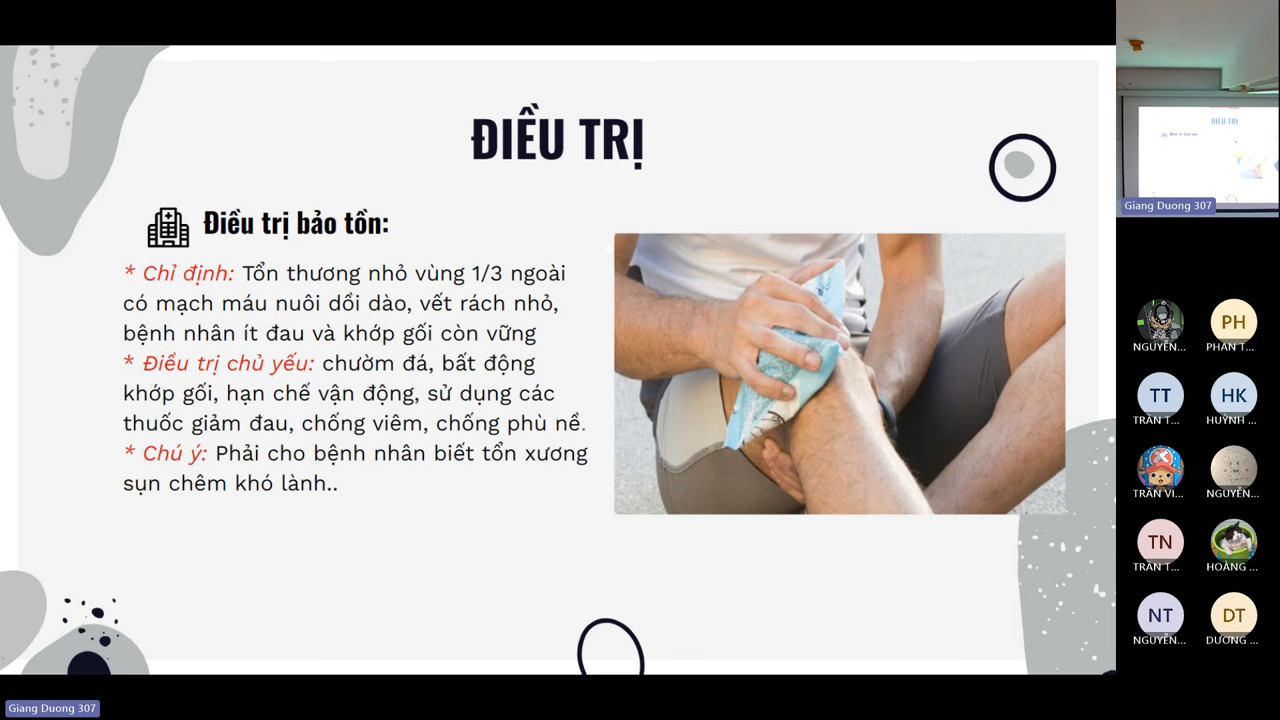 ĐIỀU TRỊ
Điều trị bảo tồn:
* Chỉ định: Tổn thương nhỏ vùng 1/3 ngoài
có mạch máu nuôi dồi dào, vết rách nhỏ,
bệnh nhân ít đau và khớp gối còn vững
* Điều trị chủ yếu: chườm đá, bất động
khớp gối, hạn chế vận động, sử dụng các
thuốc giảm đau, chống viêm, chống phù nề.
* Chú ý: Phải cho bệnh nhân biết tổn xương
sụn chêm khó lành..
Giang Duong 307
ĐIỀU TRỊ
Giang Duong 307
NGUYỄN...
PH
PHAN T...
TT
TRẦN T...
HK
HUỲNH ...
TRẦN VI...
NGUYỄN...
TN
TRẦN T...
HOÀNG ...
NT
NGUYỄN...
DT
DƯƠNG ...